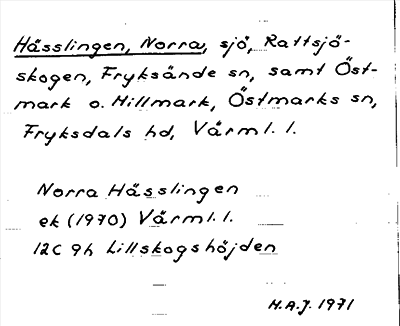 Hässlingen, Norra, sjö, Rattsjö-
skogen, Fryksände sn, samt Öst-
mark o. Millmark, Östmarks sn,
Fryksdals hd, Värml. l.
Norra Hässlingen
ek (1970) Värml. l.
12C 9h Lillskogshöjden
H.A.J. 1971